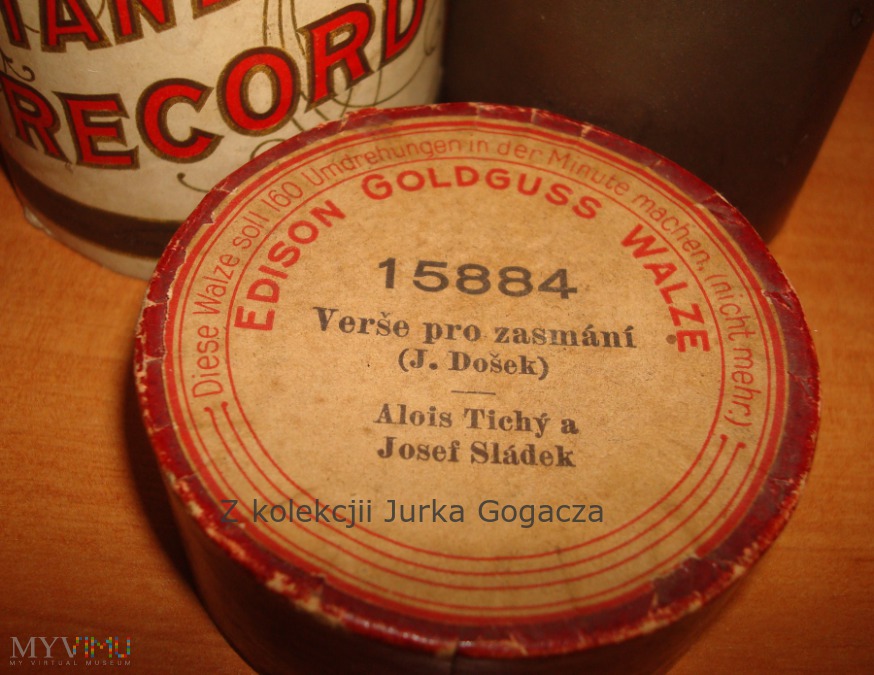 RECORD
Diese Walze soll 160 Umdrehungen in der Minute machen, (nicht mehr.)
EDISON GOLDGUSS WALZE
15884
Verše pro zasmání
(J. Došek)
Alois Tichý a
Josef Sládek
Z kolekcjii Jurka Gogacza
MYVIMU
MY VIRTUAL MUSEUM